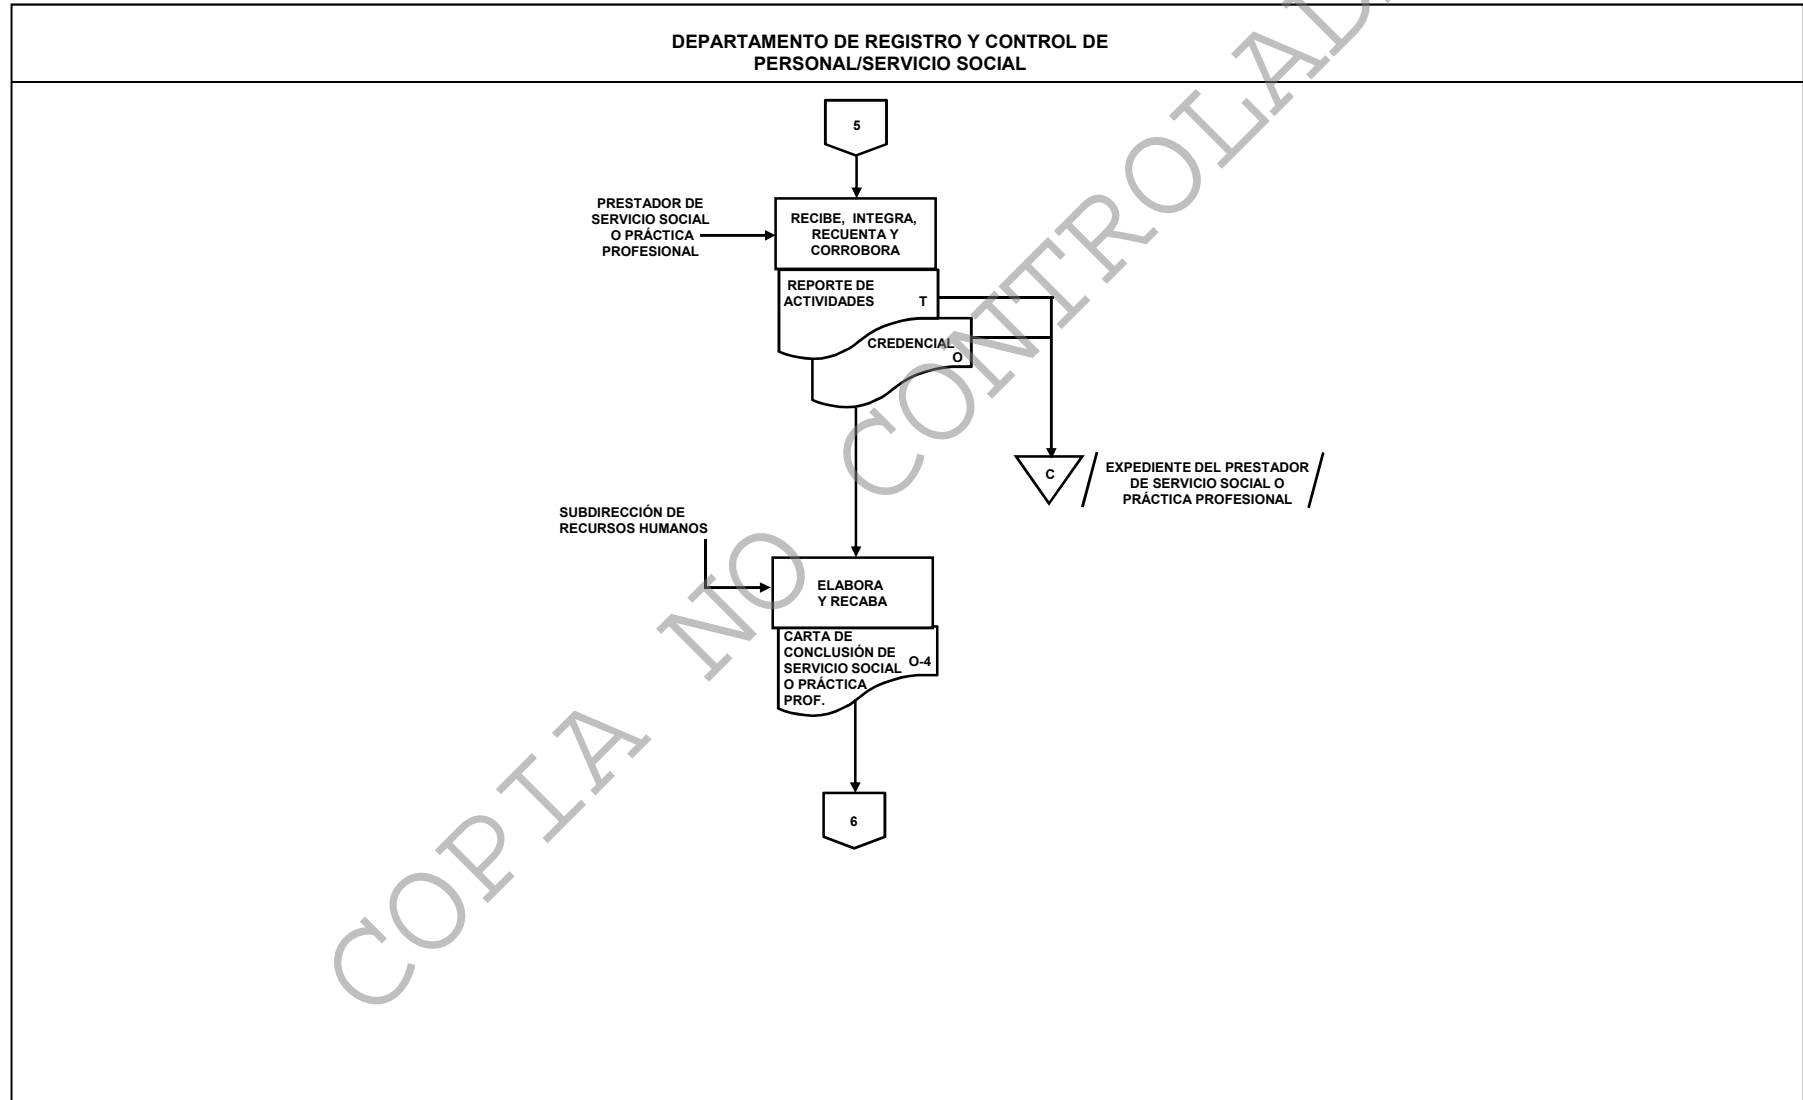 DEPARTAMENTO DE REGISTRO Y CONTROL DE
PERSONAL/SERVICIO SOCIAL
5
PRESTADOR DE
SERVICIO SOCIAL
O PRÁCTICA
PROFESIONAL
RECIBE, INTEGRA,
RECUENTA Y
CORROBORA
REPORTE DE
ACTIVIDADES T
CREDENCIAL
O
C
EXPEDIENTE DEL PRESTADOR
DE SERVICIO SOCIAL O
PRÁCTICA PROFESIONAL
SUBDIRECCIÓN DE
RECURSOS HUMANOS
ELABORA
Y RECABA
CARTA DE
CONCLUSIÓN DE
SERVICIO SOCIAL O-4
O PRÁCTICA
PROF.
6
COPIA NO CONTROLAD